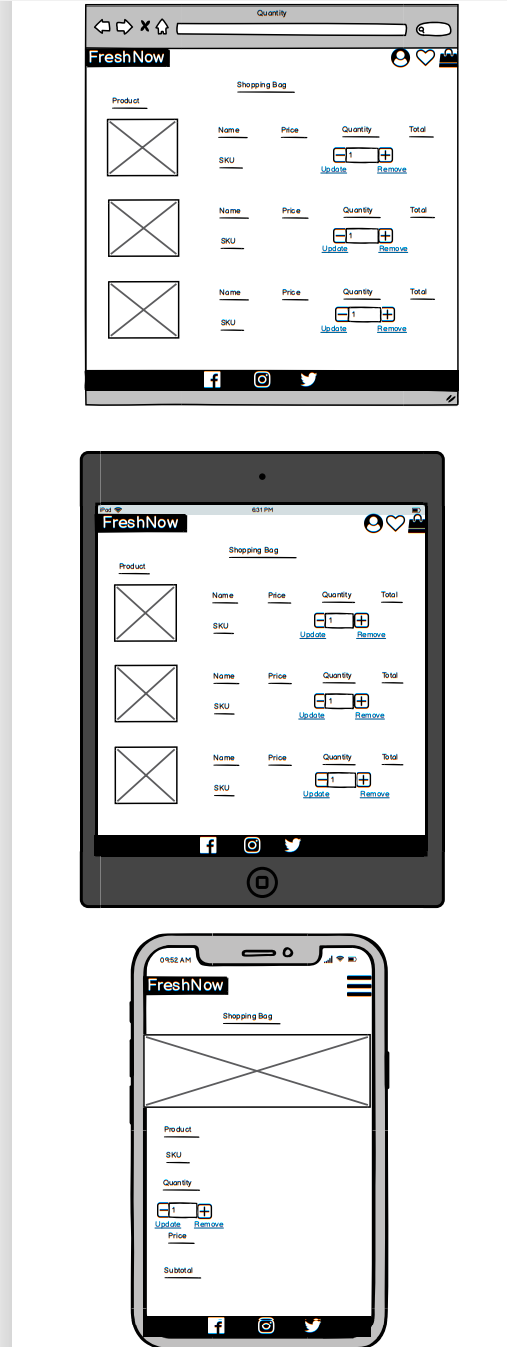 Quantity
FreshNow
Shopping Bag
Product
Name Price Quantity Total
SKU 1
Update Remove
Name Price Quantity Total
SKU 1
Update Remove
Name Price Quantity Total
SKU 1
Update Remove
iPad 6:31 PM
FreshNow
Shopping Bag
Product
Name Price Quantity Total
SKU 1
Update Remove
Name Price Quantity Total
SKU 1
Update Remove
Name Price Quantity Total
SKU 1
Update Remove
09:52 AM
FreshNow
Shopping Bag
Product
SKU
Quantity
1
Update Remove
Price
Subtotal